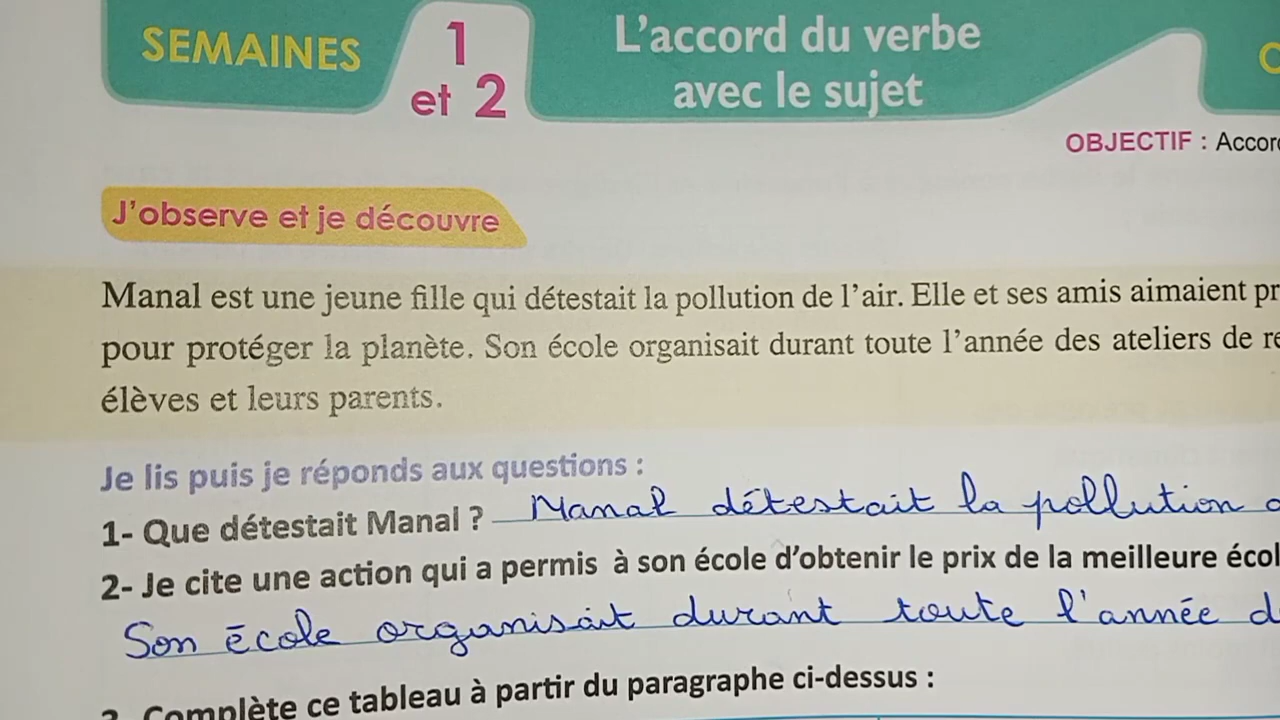 SEMAINES 1 et 2
L'accord du verbe
avec le sujet
OBJECTIF :
J'observe et je découvre
Manal est une jeune fille qui détestait la pollution de l'air. Elle et ses amis aimaient
pour protéger la planète. Son école organisait durant toute l'année des ateliers de
élèves et leurs parents.
Je lis puis je réponds aux questions :
1- Que détestait Manal ? Manal détestait la pollution
2- Je cite une action qui a permis à son école d'obtenir le prix de la meilleure
Son école organisait durant toute l'année
Complète ce tableau à partir du paragraphe ci-dessus :